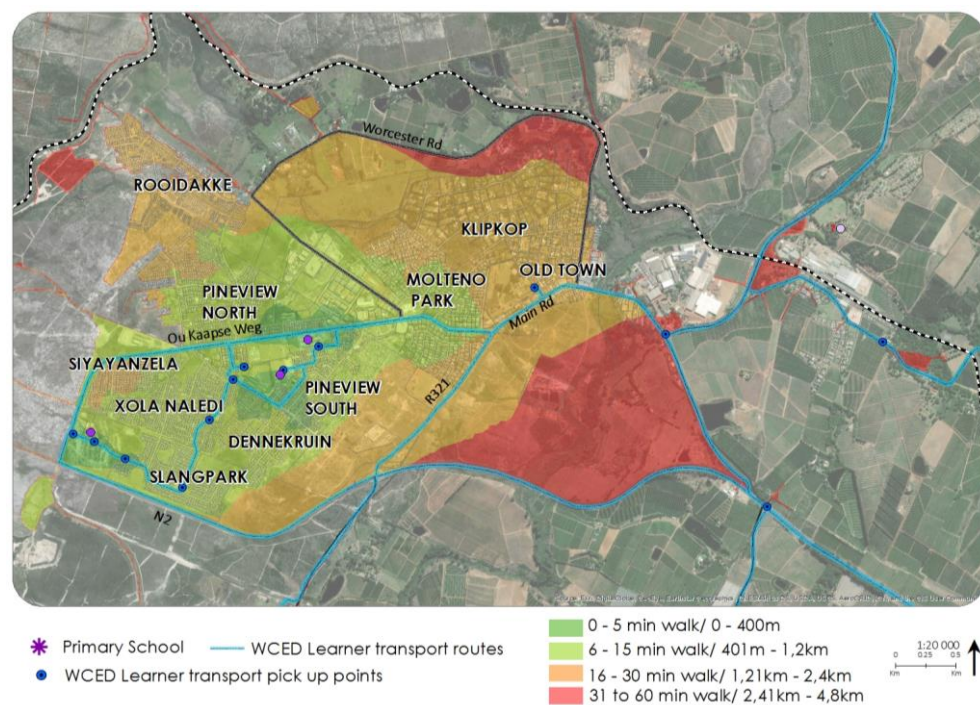 Worcester Rd
ROOIDAKKE
KLIPKOP
OLD TOWN
MOLTENO
PARK
PINEVIEW
NORTH
Main Rd
Ou Kaapse Weg
SIYAYANZELA
R321
PINEVIEW
SOUTH
XOLA NALEDI
DENNEKRUIN
SLANGPARK
N2
Primary School
WCED Learner transport routes
WCED Learner transport pick up points
0 - 5 min walk/ 0 - 400m
6 - 15 min walk/ 401m - 1,2km
16 - 30 min walk/ 1,21km - 2,4km
31 to 60 min walk/ 2,41km - 4,8km
1:20 000
0 0.5
Km Km